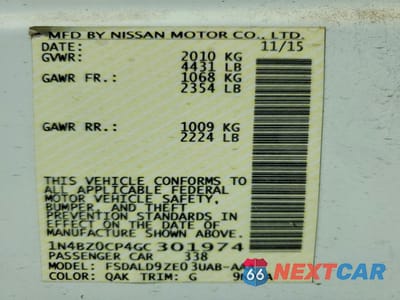 MFD BY NISSAN MOTOR CO., LTD.
DATE: 11/15
GVWR: 2010 KG
4431 LB
GAWR FR.: 1068 KG
2354 LB
GAWR RR.: 1009 KG
2224 LB
THIS VEHICLE CONFORMS TO
ALL APPLICABLE FEDERAL
MOTOR VEHICLE SAFETY,
BUMPER, AND THEFT
PREVENTION STANDARDS IN
EFFECT ON THE DATE OF
MANUFACTURE SHOWN ABOVE.
1N4BZ0CP4GC301974
PASSENGER CAR 338
MODEL: FSDALD9ZE03UAB-AA
COLOR: QAK TRIM: G
66 NEXTCAR